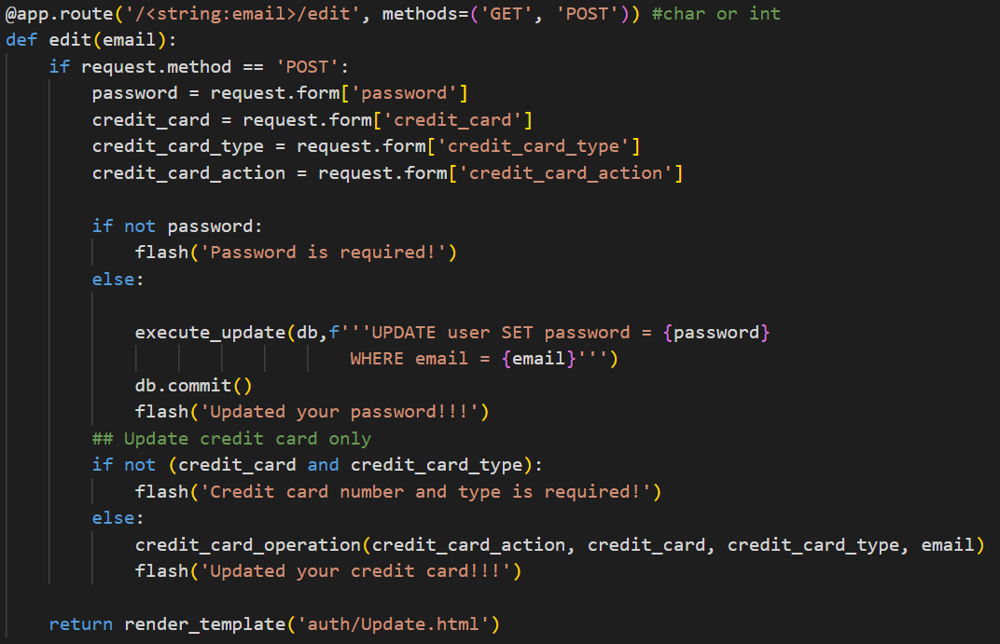 @app.route('/<string:email>/edit', methods=('GET', 'POST')) #char or int
def edit(email):
    if request.method == 'POST':
        password = request.form['password']
        credit_card = request.form['credit_card']
        credit_card_type = request.form['credit_card_type']
        credit_card_action = request.form['credit_card_action']

        if not password:
            flash('Password is required!')
        else:

            execute_update(db,f'''UPDATE user SET password = {password}
                                WHERE email = {email}''')
            db.commit()
            flash('Updated your password!!!')
        ## Update credit card only
        if not (credit_card and credit_card_type):
            flash('Credit card number and type is required!')
        else:
            credit_card_operation(credit_card_action, credit_card, credit_card_type, email)
            flash('Updated your credit card!!!')

    return render_template('auth/Update.html')